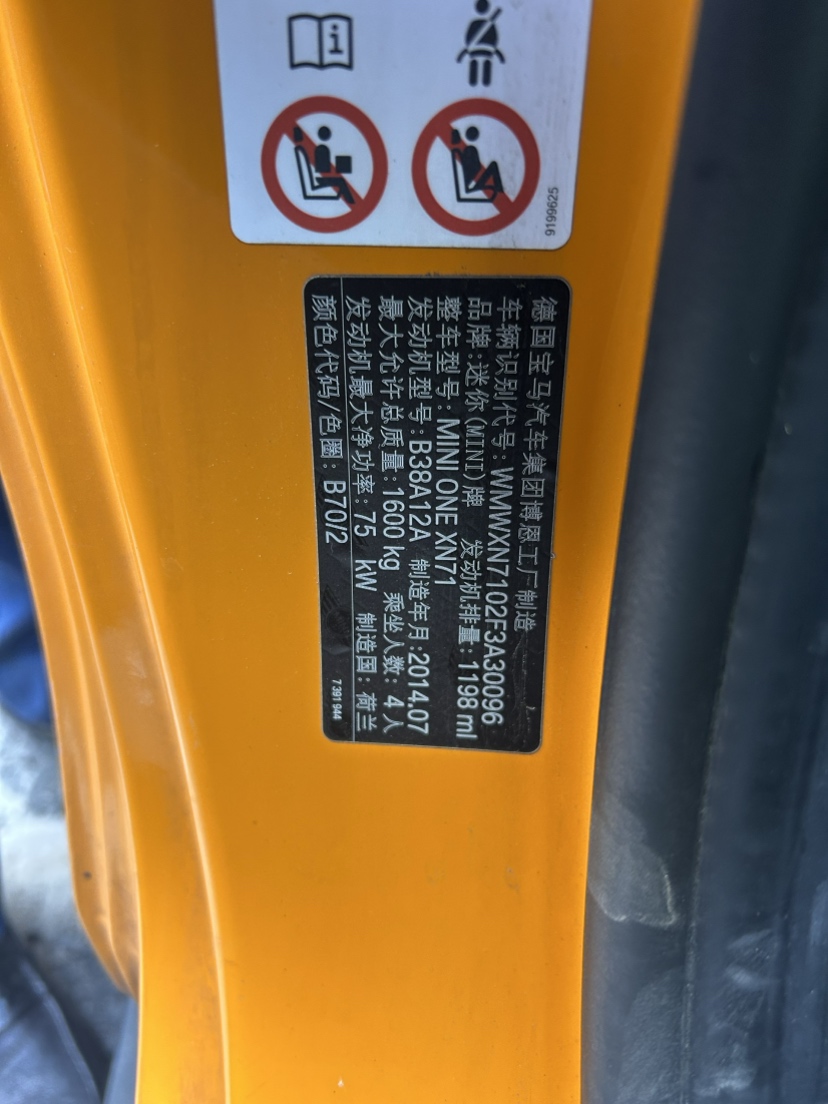 9199625
德国宝马汽车集团博恩工厂制造
车辆识别代号: WMWXN7102F3A30096
品牌:迷你(MINI)牌 发动机排量: 1198 ml
整车型号: MINI ONE XN71
发动机型号: B38A12A 制造年月:2014.07
最大允许总质量: 1600 kg 乘坐人数: 4 人
发动机最大净功率: 75 kW 制造国: 荷兰
颜色代码/色圈: B70/2 7 391 944